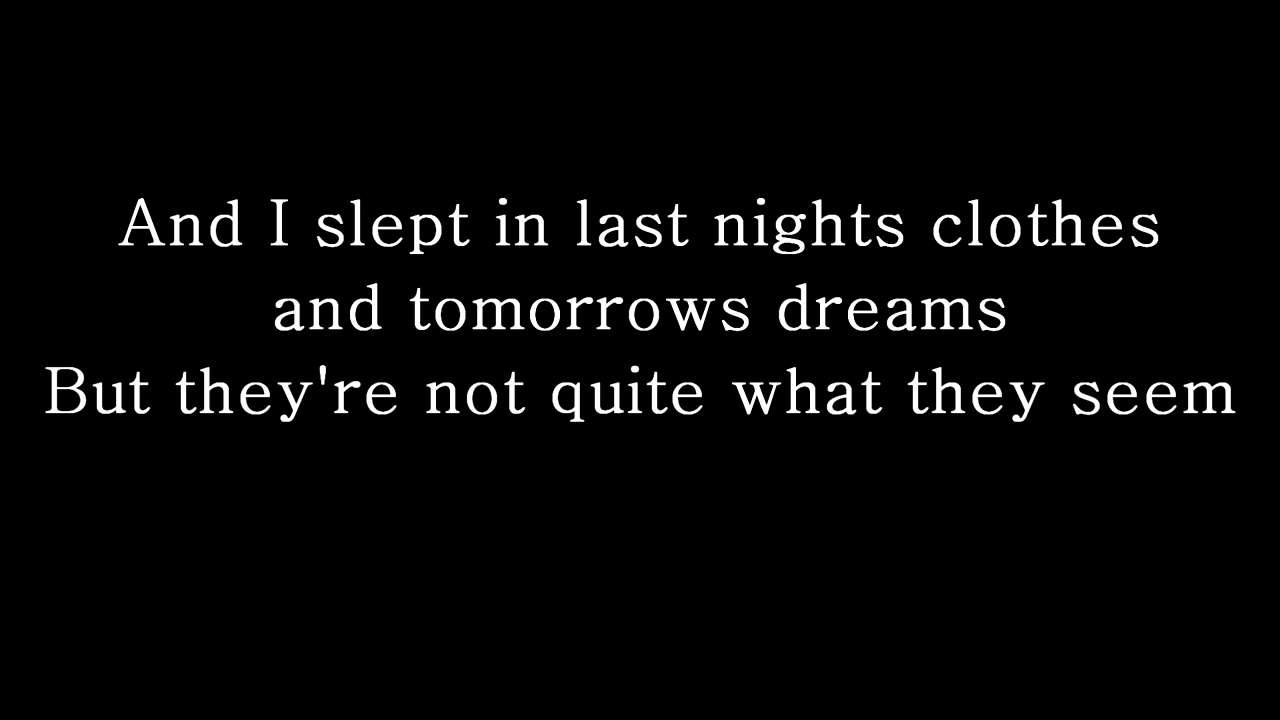 And I slept in last nights clothes
and tomorrows dreams
But they're not quite what they seem